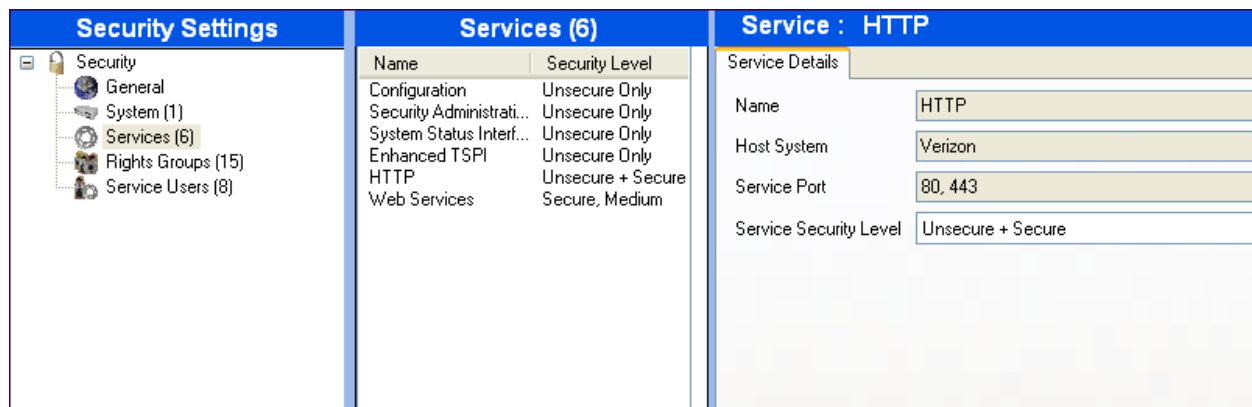 Security Settings
Security
General
System (1)
Services (6)
Rights Groups (15)
Service Users (8)
Services (6)
Name Security Level
Configuration Unsecure Only
Security Administrati... Unsecure Only
System Status Interf... Unsecure Only
Enhanced TSPI Unsecure Only
HTTP Unsecure + Secure
Web Services Secure, Medium
Service : HTTP
Service Details
Name HTTP
Host System Verizon
Service Port 80, 443
Service Security Level Unsecure + Secure